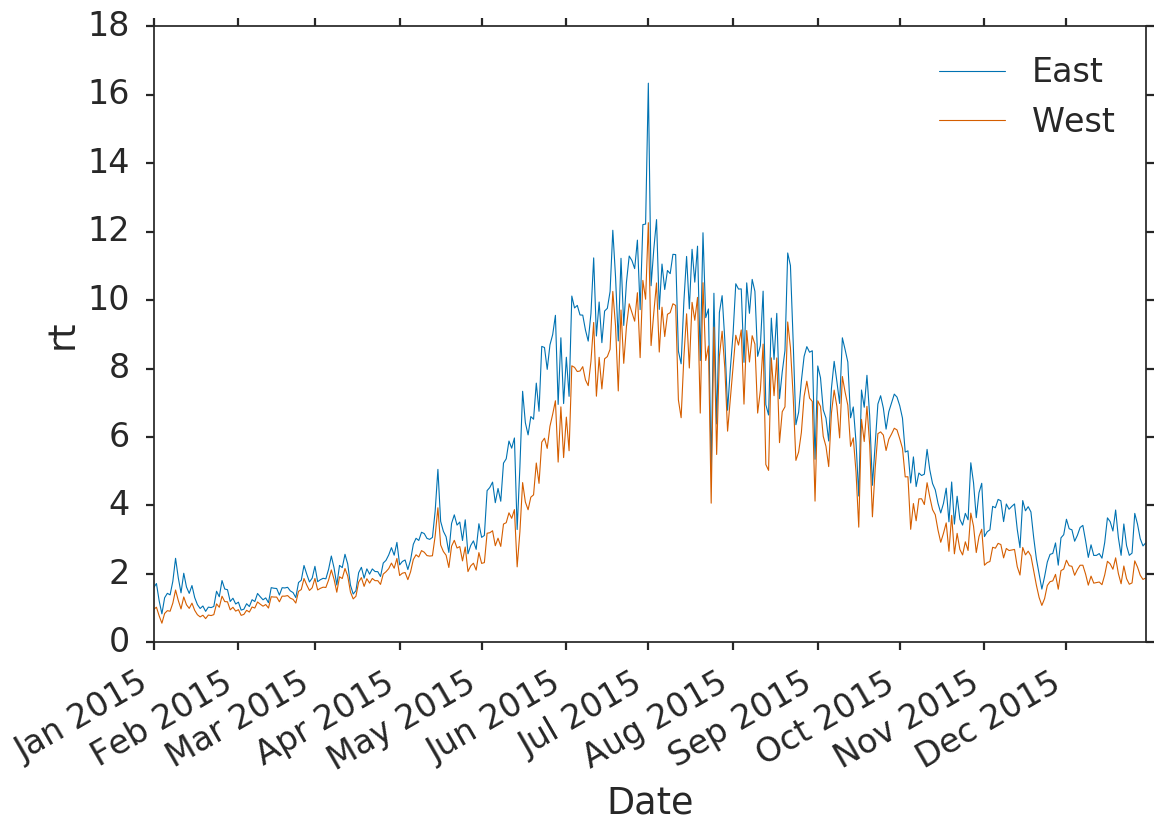 18
16
14
12
10
8
6
4
2
0
rt
East
West
Jan 2015
Feb 2015
Mar 2015
Apr 2015
May 2015
Jun 2015
Jul 2015
Aug 2015
Sep 2015
Oct 2015
Nov 2015
Dec 2015
Date